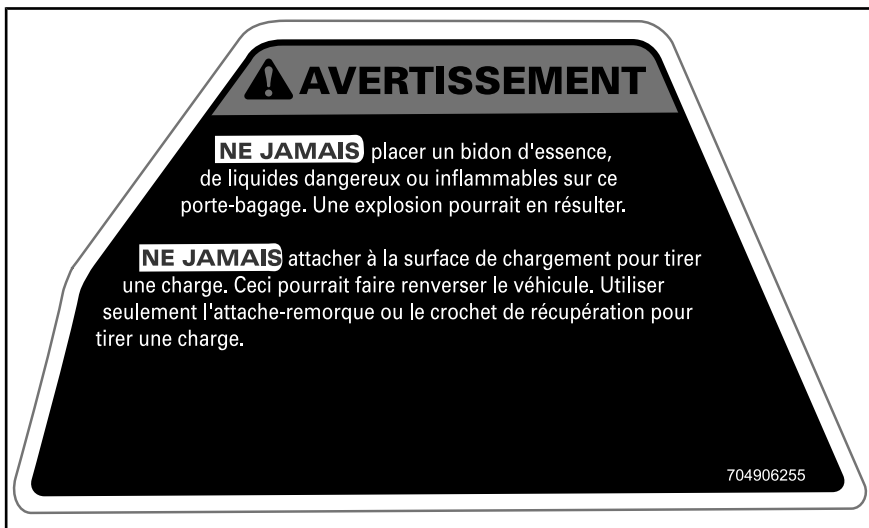 AVERTISSEMENT
NE JAMAIS placer un bidon d'essence,
de liquides dangereux ou inflammables sur ce
porte-bagage. Une explosion pourrait en résulter.
NE JAMAIS attacher à la surface de chargement pour tirer
une charge. Ceci pourrait faire renverser le véhicule. Utiliser
seulement l'attache-remorque ou le crochet de récupération pour
tirer une charge.
704906255